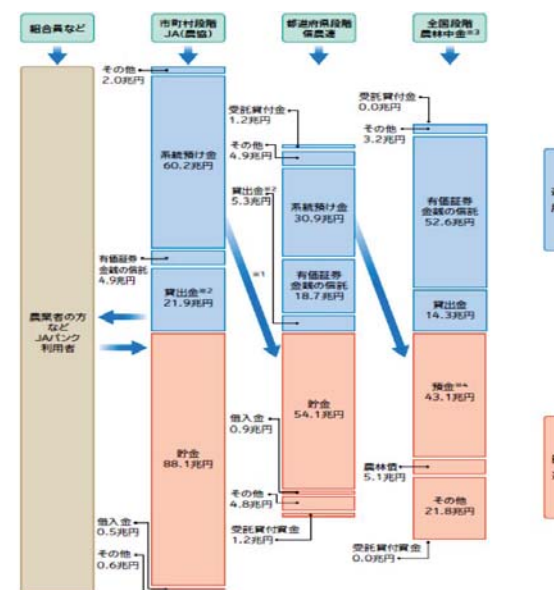 組合員など
市町村段階
JA(農協)
都道府県段階
信農連
全国段階
農林中金※3
その他
2.0兆円
系統預け金
60.2兆円
有価証券
金銭の信託
4.9兆円
貸出金※2
21.9兆円
農業者の方
など
JAバンク
利用者
貯金
88.1兆円
借入金
0.5兆円
その他
0.6兆円
※1
受託貸付金
1.2兆円
その他
4.9兆円
貸出金※2
5.3兆円
系統預け金
30.9兆円
有価証券
金銭の信託
18.7兆円
貯金
54.1兆円
借入金
0.9兆円
その他
4.8兆円
受託貸付資金
1.2兆円
受託貸付金
0.0兆円
その他
3.2兆円
有価証券
金銭の信託
52.6兆円
貸出金
14.3兆円
預金※4
43.1兆円
農林債
5.1兆円
その他
21.8兆円
受託貸付資金
0.0兆円